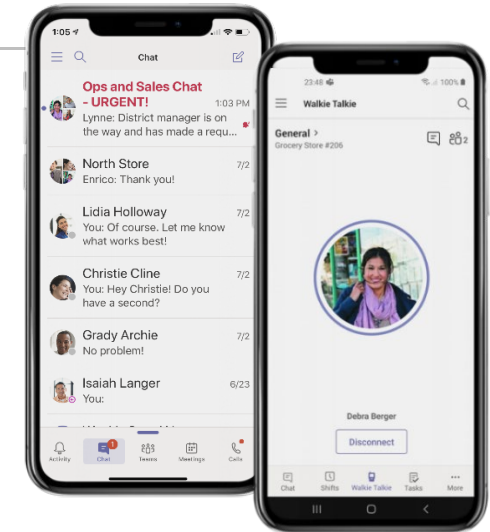 1:05
Chat
Ops and Sales Chat
- URGENT!
1:03 PM
Lynne: District manager is on
the way and has made a requ...
North Store
7/2
Enrico: Thank you!
Lidia Holloway
7/2
You: Of course. Let me know
what works best!
Christie Cline
7/2
You: Hey Christie! Do you
have a second?
Grady Archie
7/2
No problem!
Isaiah Langer
6/23
You:
1
Activity
Chat
Teams
Meetings
Calls
23:48
100%
Walkie Talkie
General >
Grocery Store #206
2
Debra Berger
Disconnect
Chat
Shifts
Walkie Talkie
Tasks
More